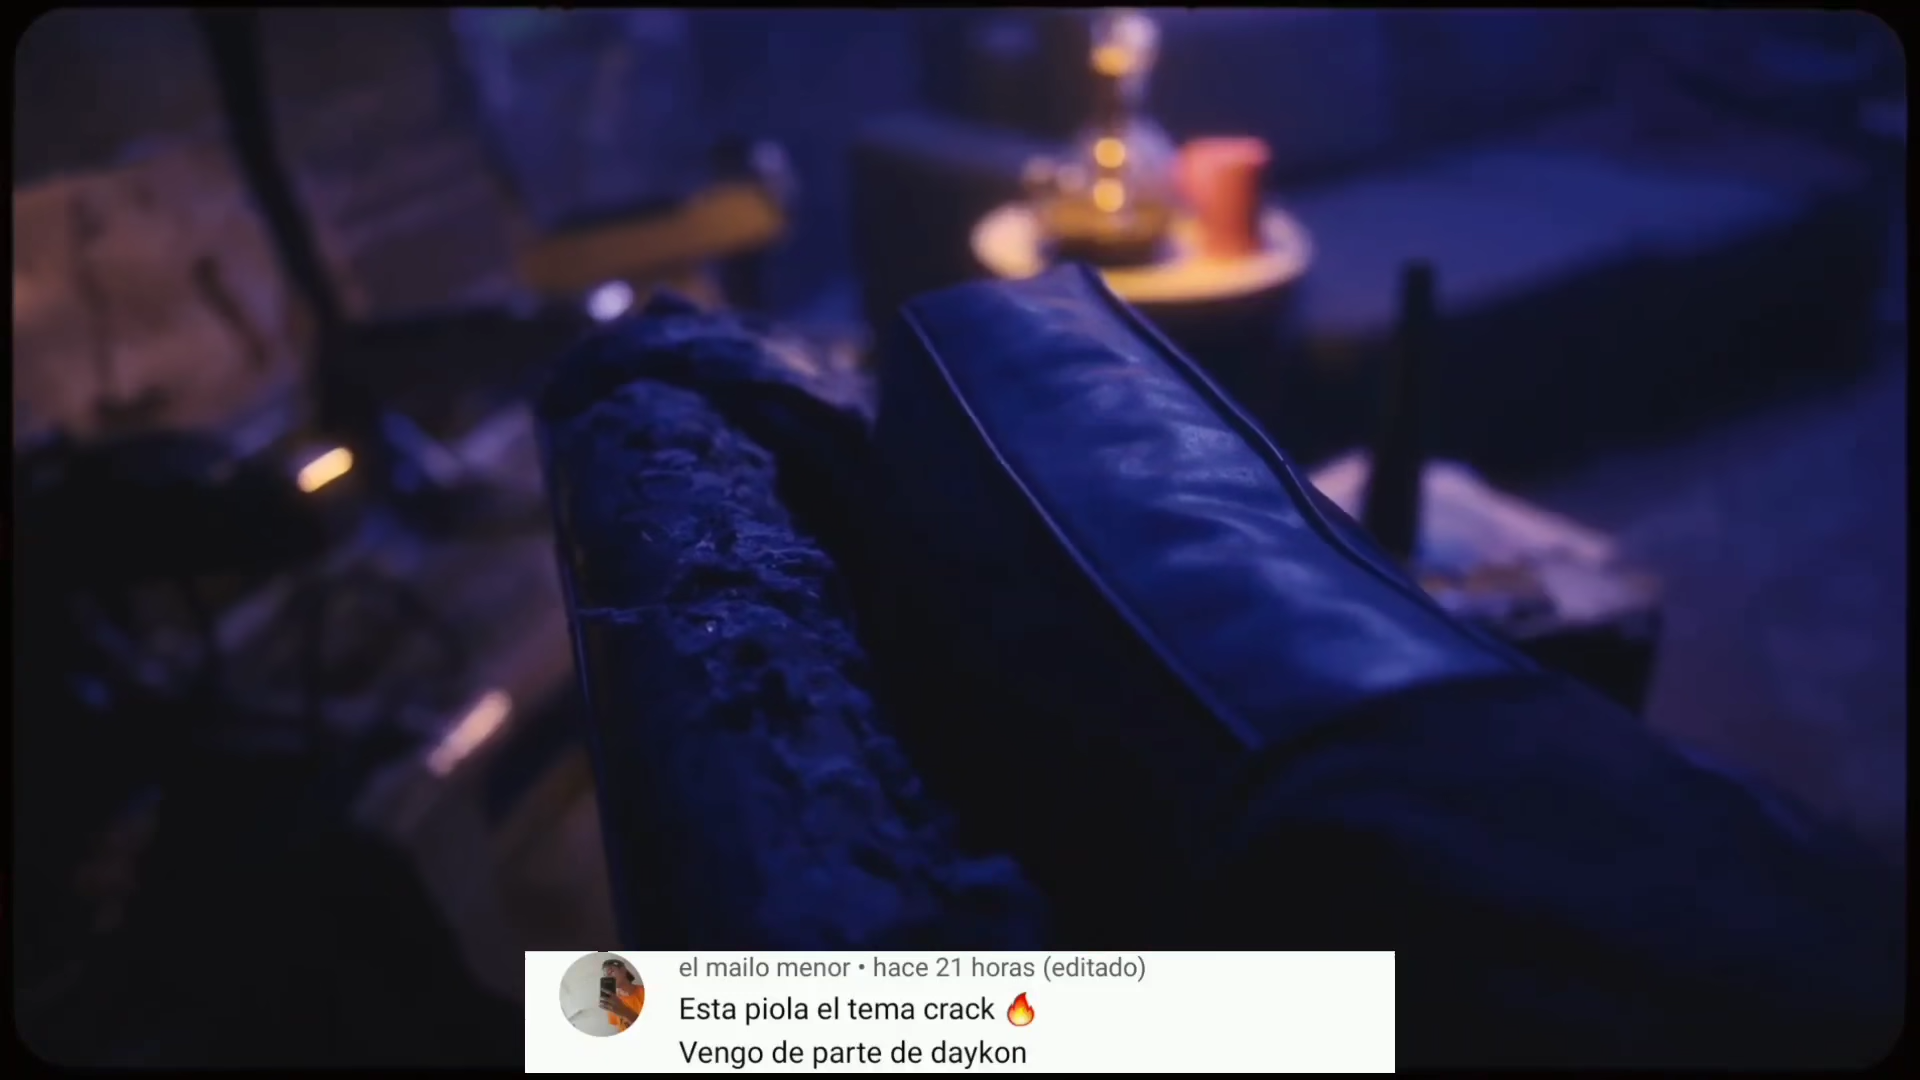 el mailo menor • hace 21 horas (editado)
Esta piola el tema crack 🔥
Vengo de parte de daykon